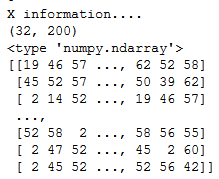 X information....
(32, 200)
<type 'numpy.ndarray'>
[[19 46 57 ..., 62 52 58]
 [45 52 57 ..., 50 39 62]
 [ 2 14 52 ..., 19 46 57]
 ...,
 [52 58  2 ..., 58 56 55]
 [ 2 47 52 ..., 45  2 60]
 [ 2 45 52 ..., 52 56 42]]